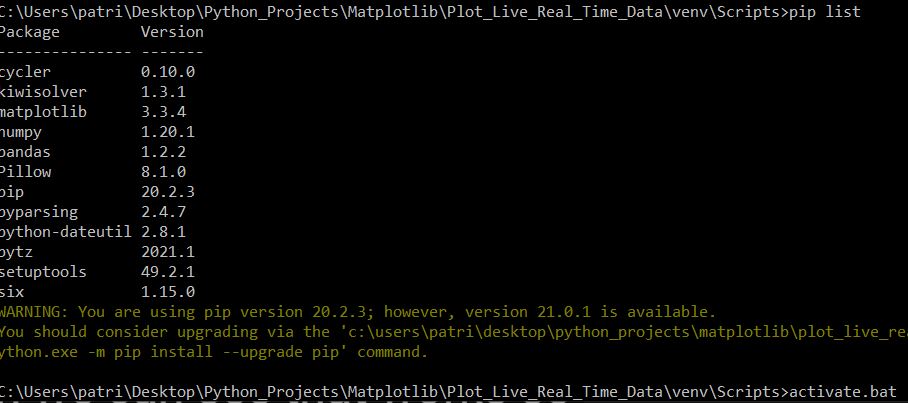 C:\Users\patri\Desktop\Python_Projects\Matplotlib\Plot_Live_Real_Time_Data\venv\Scripts>pip list
Package Version
--------------- -------
cycler 0.10.0
kiwisolver 1.3.1
matplotlib 3.3.4
numpy 1.20.1
pandas 1.2.2
Pillow 8.1.0
pip 20.2.3
pyparsing 2.4.7
python-dateutil 2.8.1
pytz 2021.1
setuptools 49.2.1
six 1.15.0
WARNING: You are using pip version 20.2.3; however, version 21.0.1 is available.
You should consider upgrading via the 'c:\users\patri\desktop\python_projects\matplotlib\plot_live_rea
ython.exe -m pip install --upgrade pip' command.
C:\Users\patri\Desktop\Python_Projects\Matplotlib\Plot_Live_Real_Time_Data\venv\Scripts>activate.bat